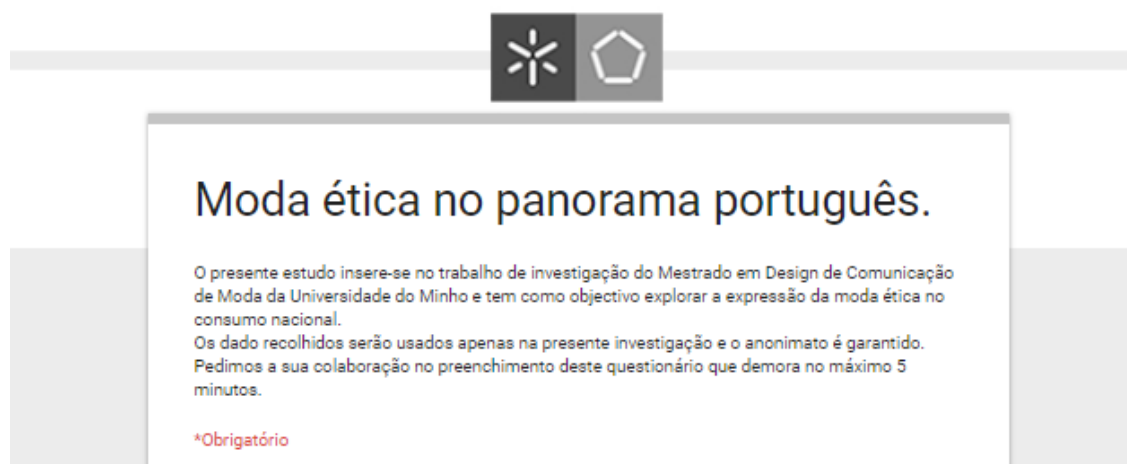 Moda ética no panorama português.
O presente estudo insere-se no trabalho de investigação do Mestrado em Design de Comunicação
de Moda da Universidade do Minho e tem como objectivo explorar a expressão da moda ética no
consumo nacional.
Os dado recolhidos serão usados apenas na presente investigação e o anonimato é garantido.
Pedimos a sua colaboração no preenchimento deste questionário que demora no máximo 5
minutos.
*Obrigatório